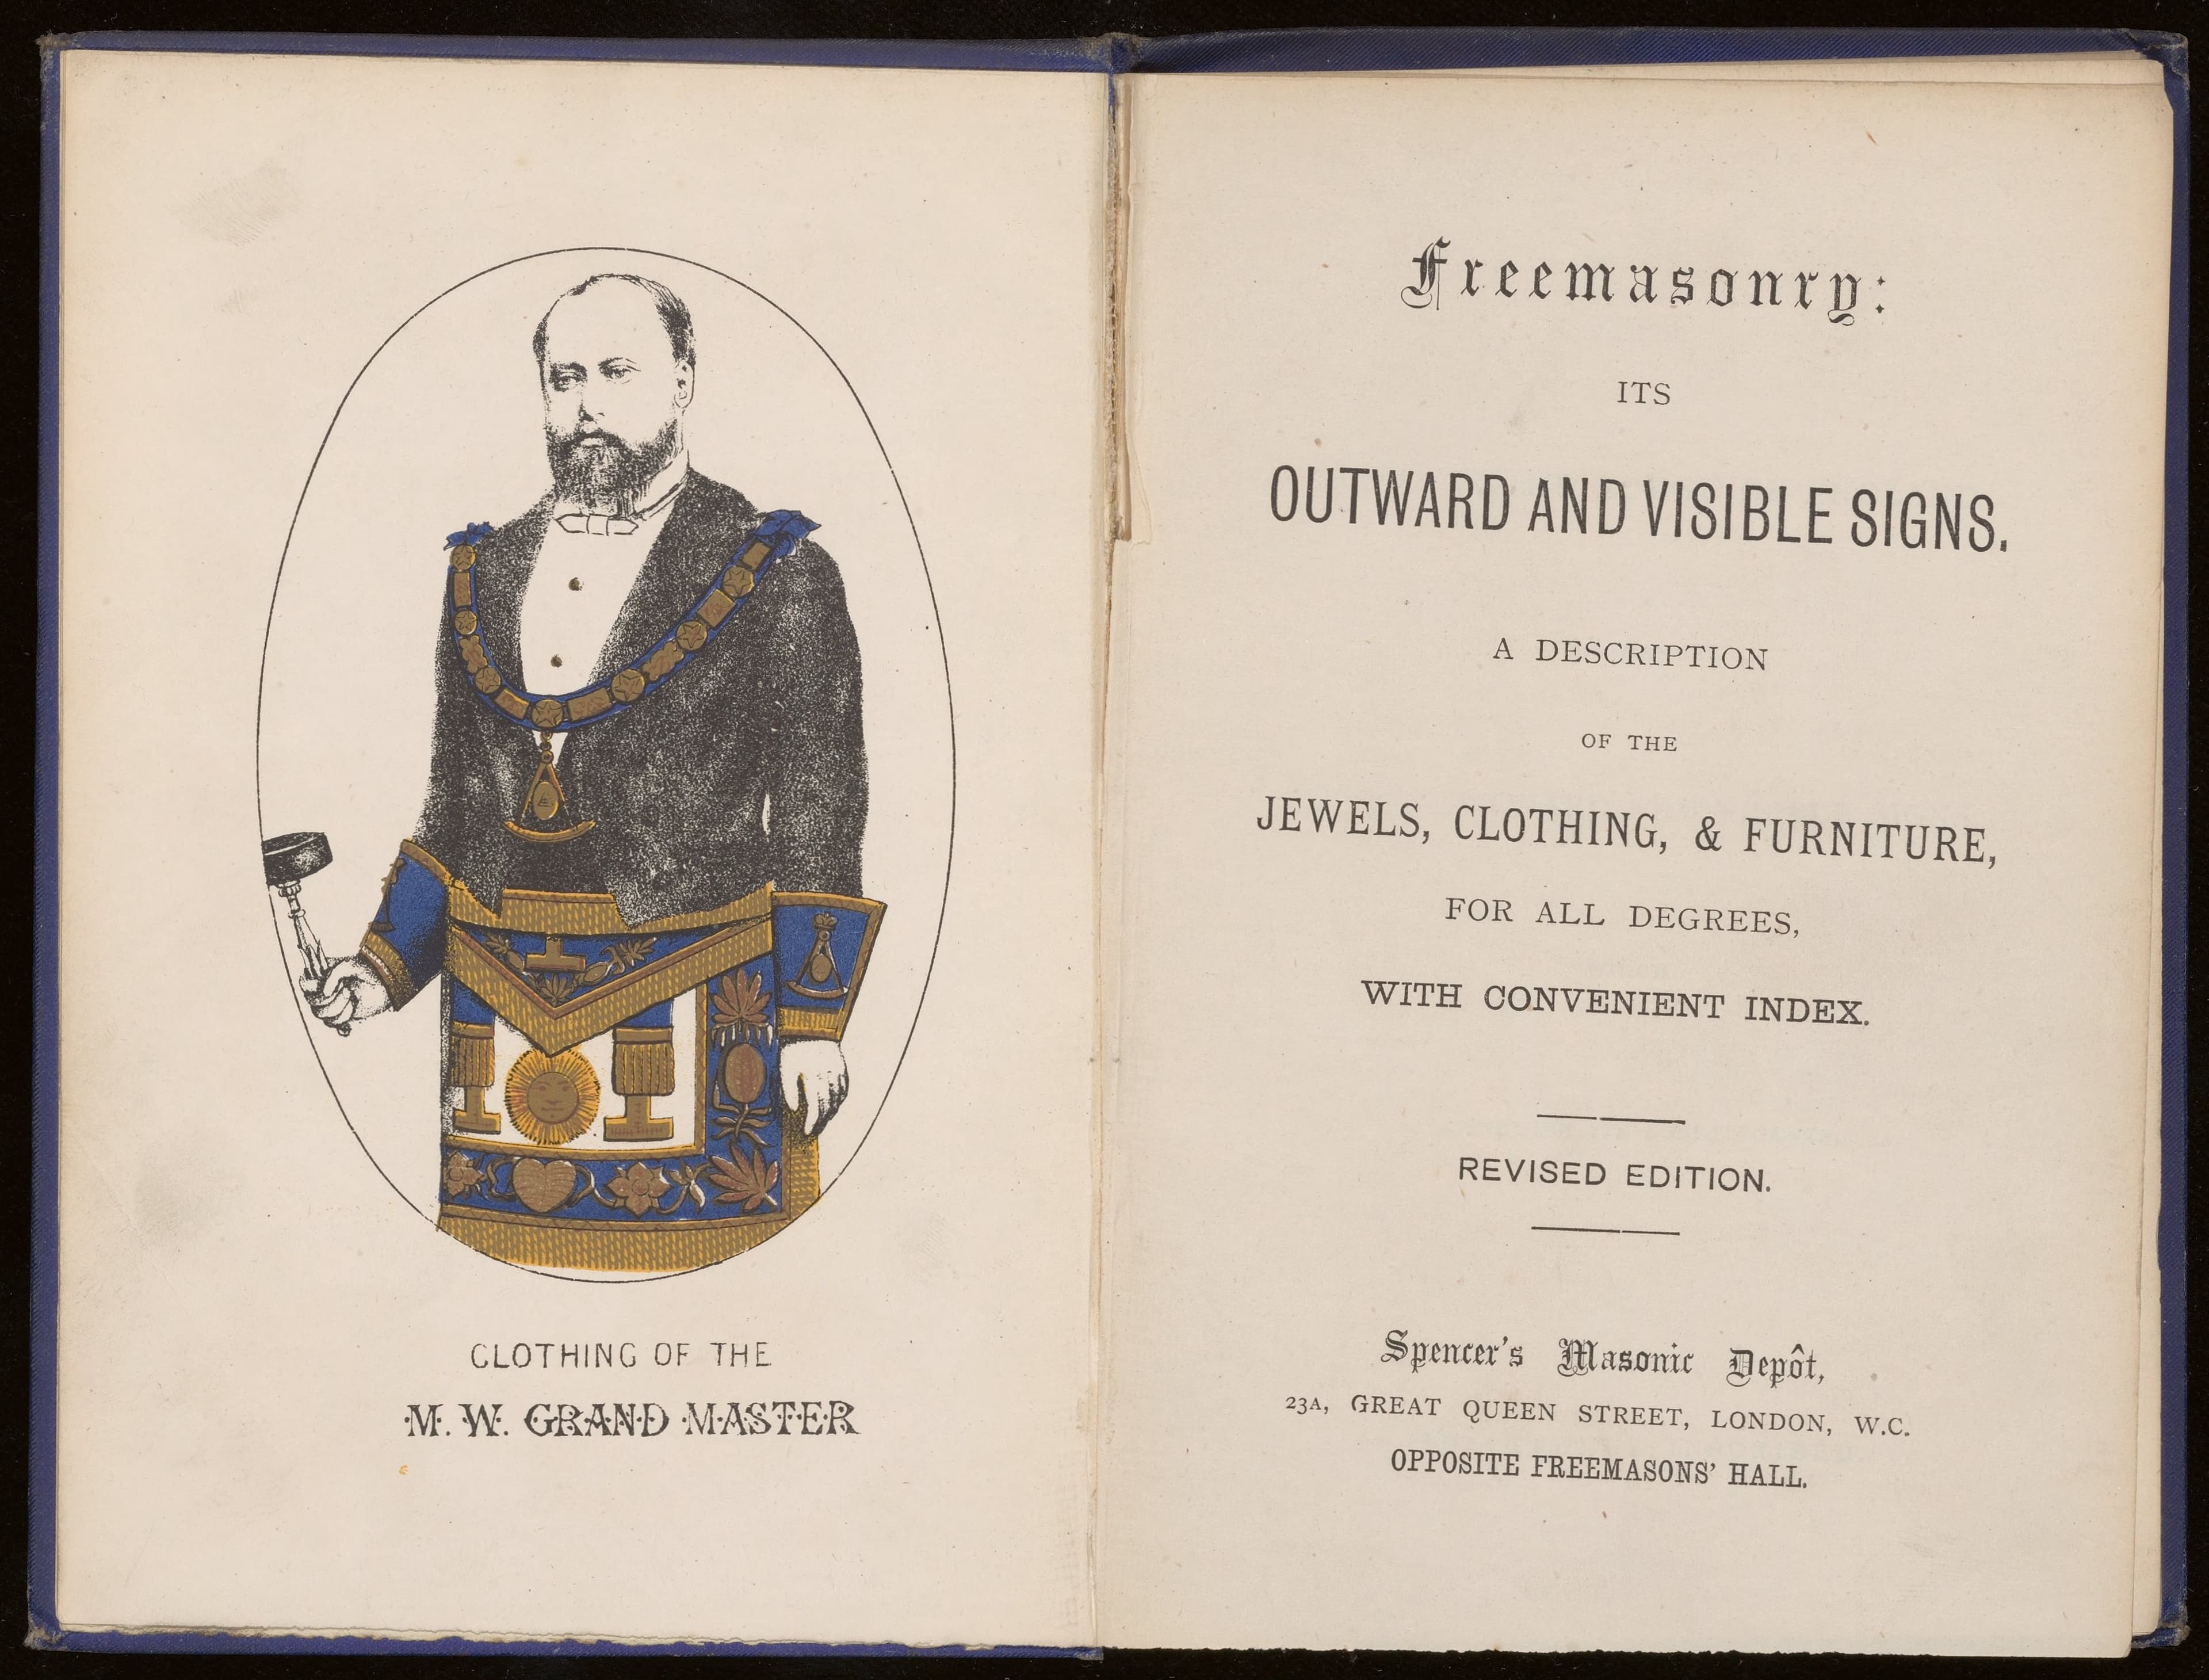 CLOTHING OF THE
M. W. GRAND MASTER
Freemasonry:
ITS
OUTWARD AND VISIBLE SIGNS.
A DESCRIPTION
OF THE
JEWELS, CLOTHING, & FURNITURE,
FOR ALL DEGREES,
WITH CONVENIENT INDEX.
REVISED EDITION.
Spencer's Masonic Depôt,
23A, GREAT QUEEN STREET, LONDON, W.C.
OPPOSITE FREEMASONS' HALL.